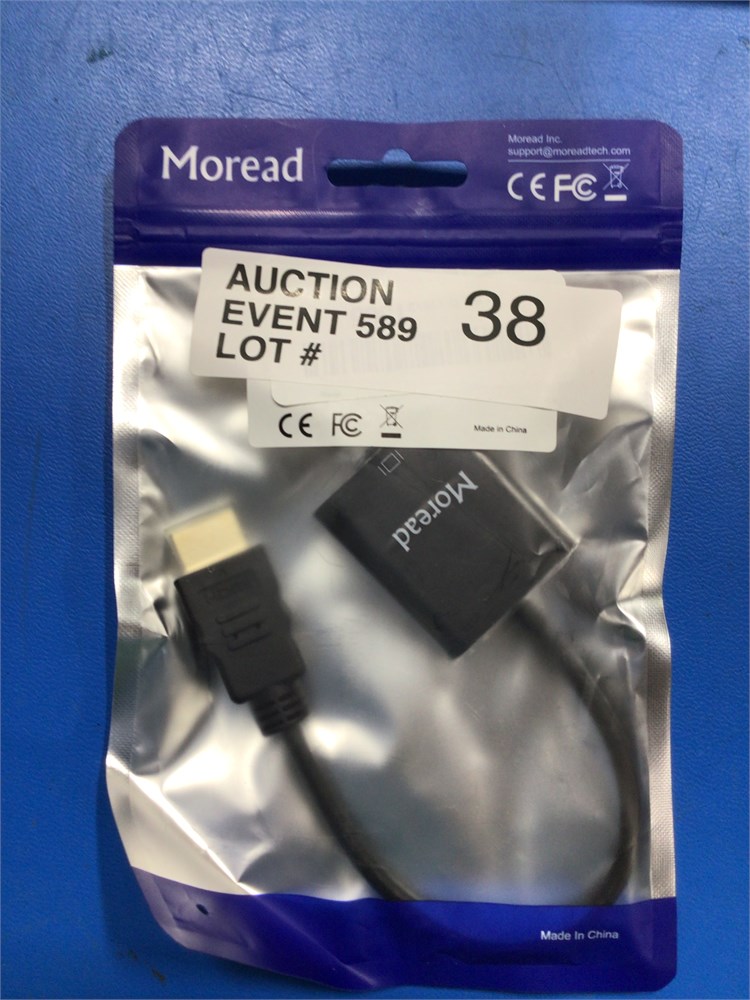 Moread
Moread Inc.
support@moreadtech.com
CE FC
AUCTION
EVENT 589
LOT #
38
CE FC
Made in China
Moread
Made In China